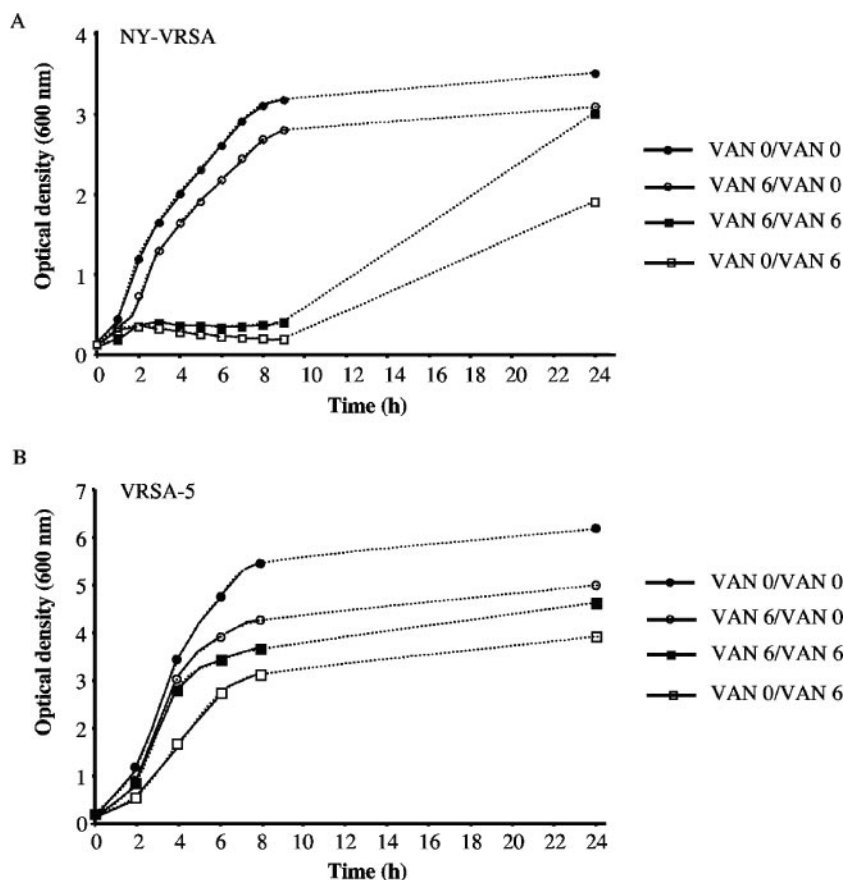 A
NY-VRSA
4
3
2
1
0
Optical density (600 nm)
0 2 4 6 8 10 12 14 16 18 20 22 24
Time (h)
VAN 0/VAN 0
VAN 6/VAN 0
VAN 6/VAN 6
VAN 0/VAN 6
B
VRSA-5
7
6
5
4
3
2
1
0
Optical density (600 nm)
0 2 4 6 8 10 12 14 16 18 20 22 24
Time (h)
VAN 0/VAN 0
VAN 6/VAN 0
VAN 6/VAN 6
VAN 0/VAN 6